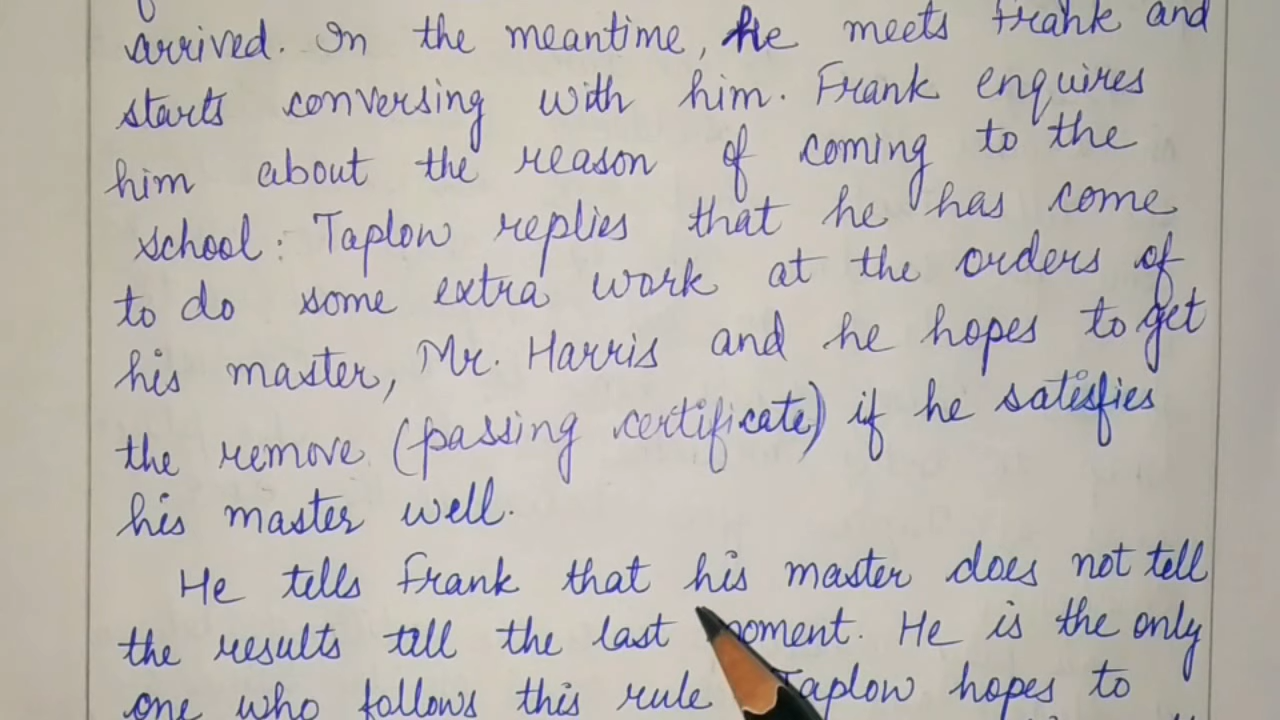 arrived. In the meantime, he meets Frank and
starts conversing with him. Frank enquires
him about the reason of coming to the
school. Taplow replies that he has come
to do some extra work at the orders of
his master, Mr. Harris and he hopes to get
the remove (passing certificate) if he satisfies
his master well.
He tells Frank that his master does not tell
the results till the last moment. He is the only
one who follows this rule. Taplow hopes to